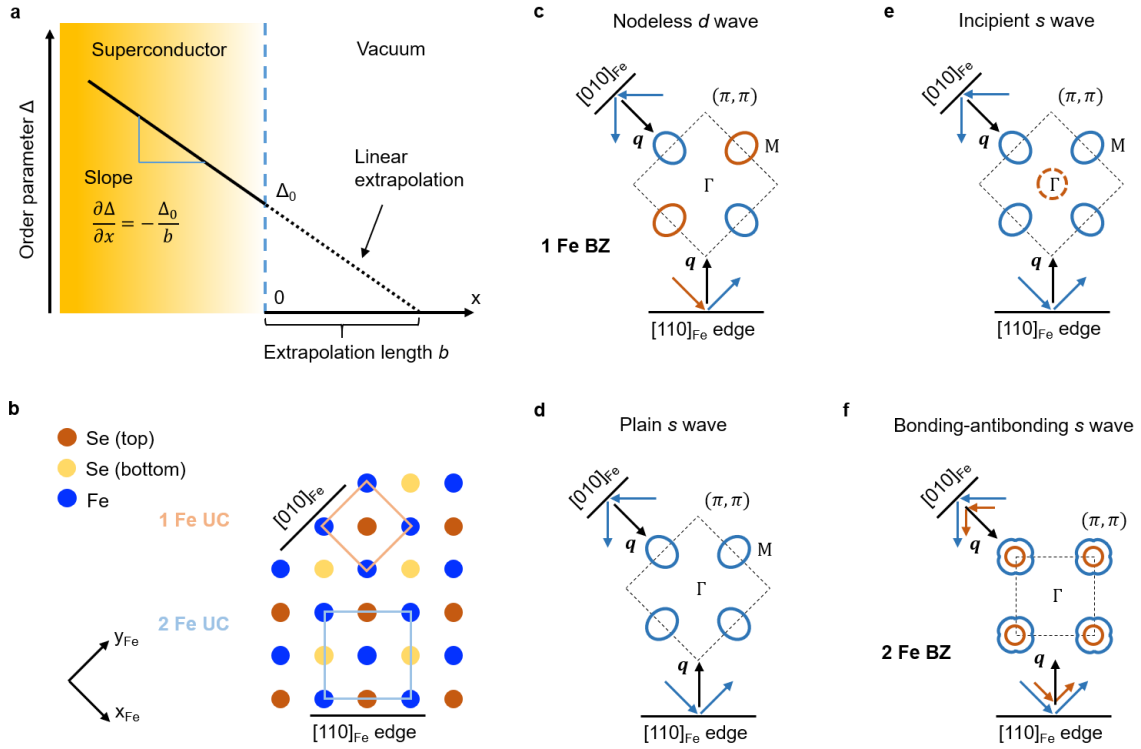 a
Order parameter Δ
Superconductor
Vacuum
Slope
∂Δ/∂x = −Δ₀/b
Δ₀
Linear
extrapolation
0
x
Extrapolation length b
b
Se (top)
Se (bottom)
Fe
1 Fe UC
2 Fe UC
[010]Fe
yFe
xFe
[110]Fe edge
c
Nodeless d wave
[010]Fe
(π, π)
q
M
Γ
1 Fe BZ
q
[110]Fe edge
d
Plain s wave
[010]Fe
(π, π)
q
M
Γ
q
[110]Fe edge
e
Incipient s wave
[010]Fe
(π, π)
q
M
Γ
q
[110]Fe edge
f
Bonding-antibonding s wave
[010]Fe
(π, π)
q
Γ
2 Fe BZ
q
[110]Fe edge